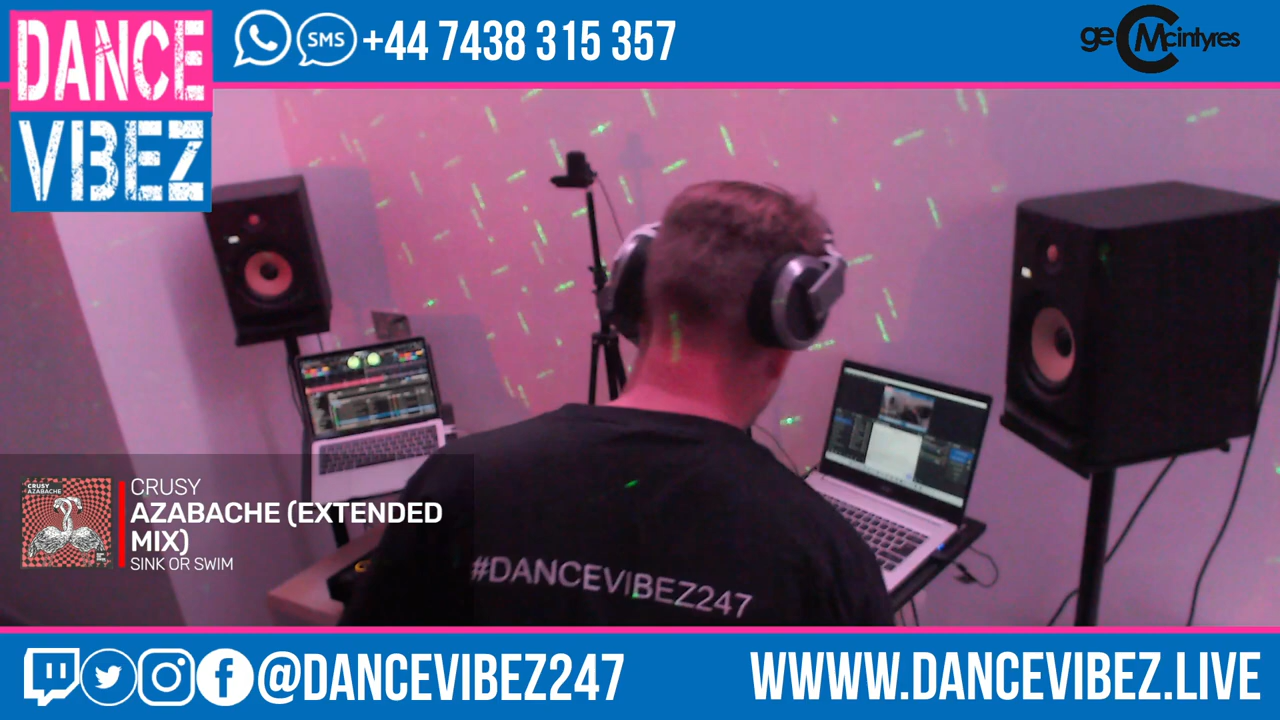 DANCE
VIBEZ
SMS
+44 7438 315 357
geCMcintyres
CRUSY
AZABACHE
CRUSY
AZABACHE (EXTENDED
MIX)
SINK OR SWIM
#DANCEVIBEZ247
@DANCEVIBEZ247
WWWW.DANCEVIBEZ.LIVE